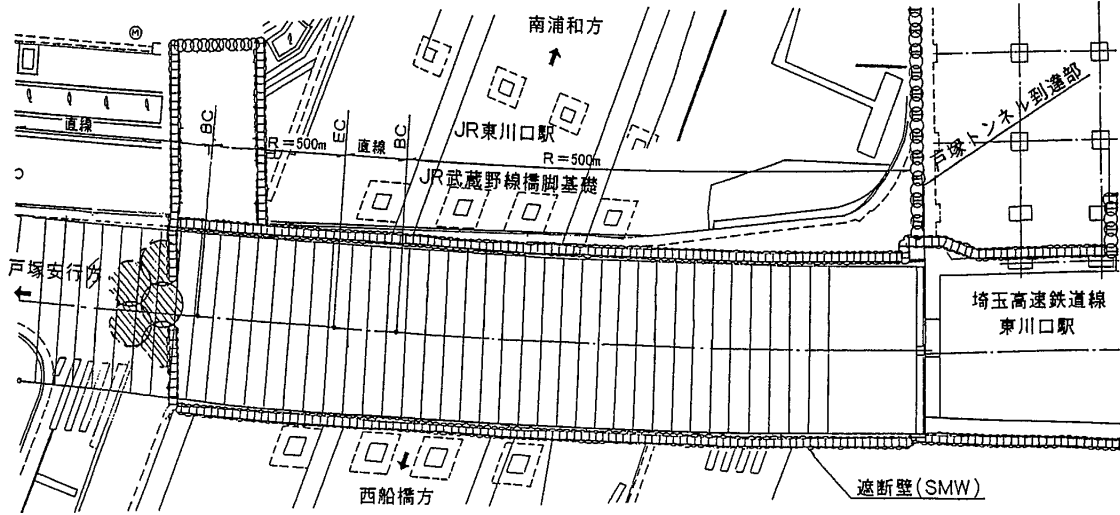 南浦和方
Ⓜ
直線
BC
R=500m
EC
直線
BC
JR東川口駅
R=500m
JR武蔵野線橋脚基礎
戸塚トンネル到達部
戸塚安行方
埼玉高速鉄道線
東川口駅
西船橋方
遮断壁(SMW)